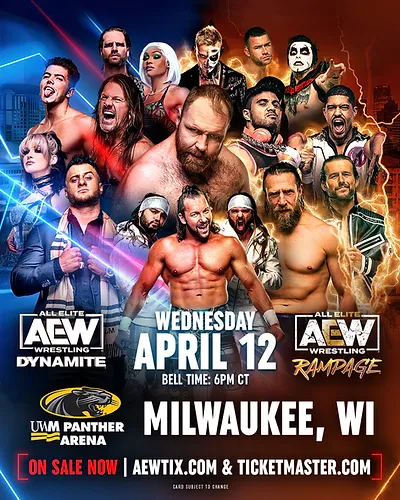 ALL ELITE
AEW
WRESTLING
DYNAMITE
WEDNESDAY
APRIL 12
BELL TIME: 6PM CT
ALL ELITE
AEW
WRESTLING
RAMPAGE
UWM PANTHER
ARENA
MILWAUKEE, WI
[ON SALE NOW | AEWTIX.COM & TICKETMASTER.COM]
CARD SUBJECT TO CHANGE